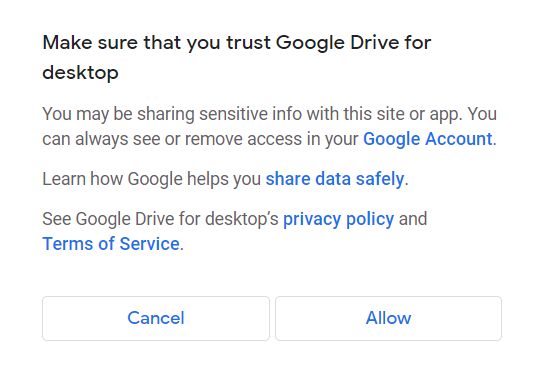 Make sure that you trust Google Drive for
desktop
You may be sharing sensitive info with this site or app. You
can always see or remove access in your Google Account.
Learn how Google helps you share data safely.
See Google Drive for desktop’s privacy policy and
Terms of Service.
Cancel
Allow